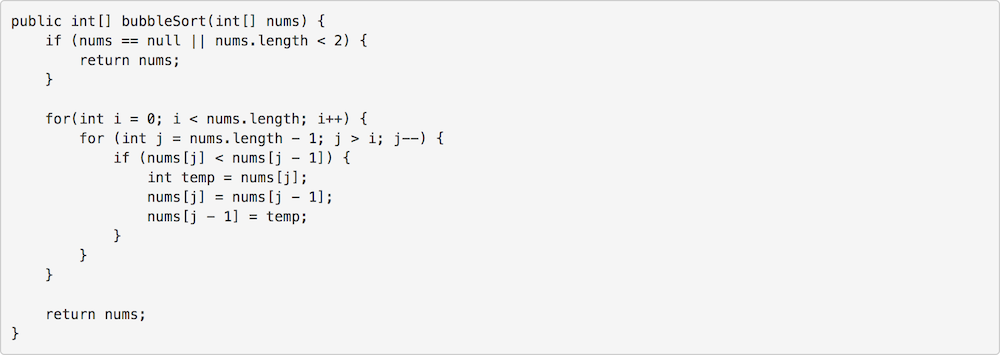 public int[] bubbleSort(int[] nums) {
    if (nums == null || nums.length < 2) {
        return nums;
    }

    for(int i = 0; i < nums.length; i++) {
        for (int j = nums.length - 1; j > i; j--) {
            if (nums[j] < nums[j - 1]) {
                int temp = nums[j];
                nums[j] = nums[j - 1];
                nums[j - 1] = temp;
            }
        }
    }

    return nums;
}